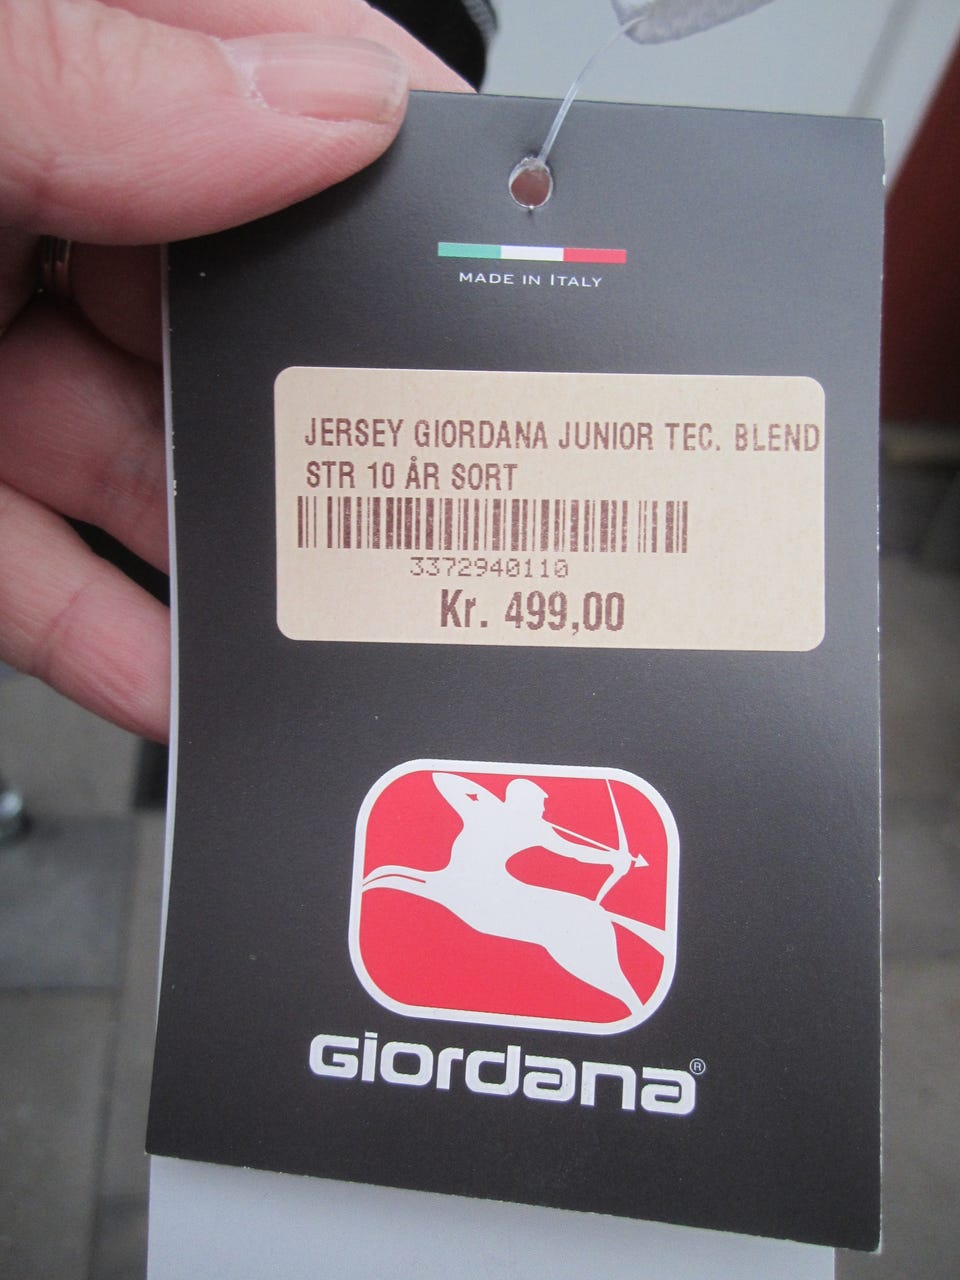 MADE IN ITALY
JERSEY GIORDANA JUNIOR TEC. BLEND
STR 10 ÅR SORT
3372940110
Kr. 499,00
GiORDANA®